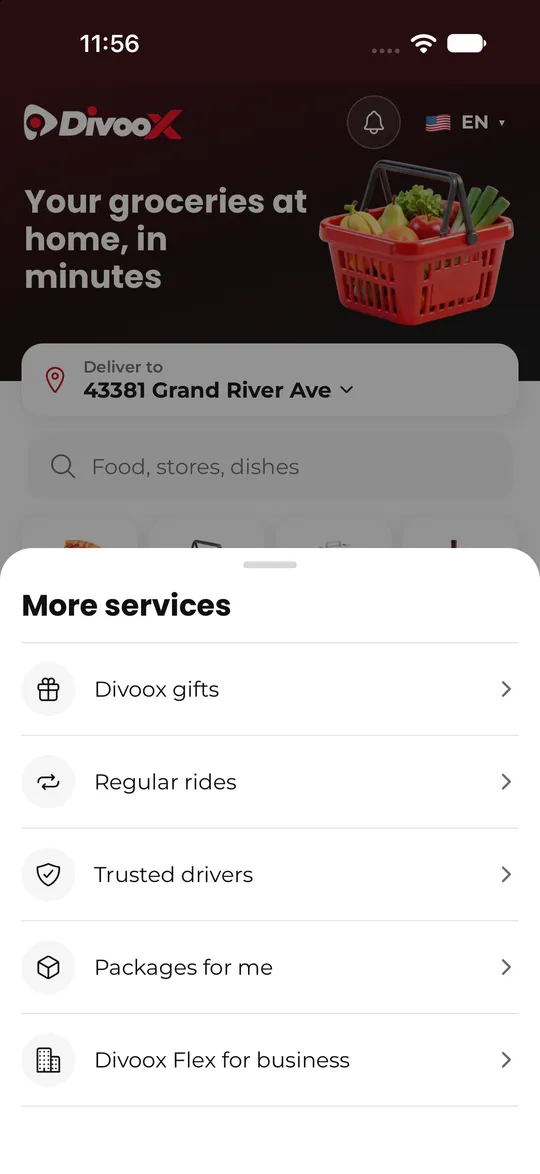 11:56
DivooX
EN
Your groceries at
home, in
minutes
Deliver to
43381 Grand River Ave
Food, stores, dishes
More services
Divoox gifts
Regular rides
Trusted drivers
Packages for me
Divoox Flex for business